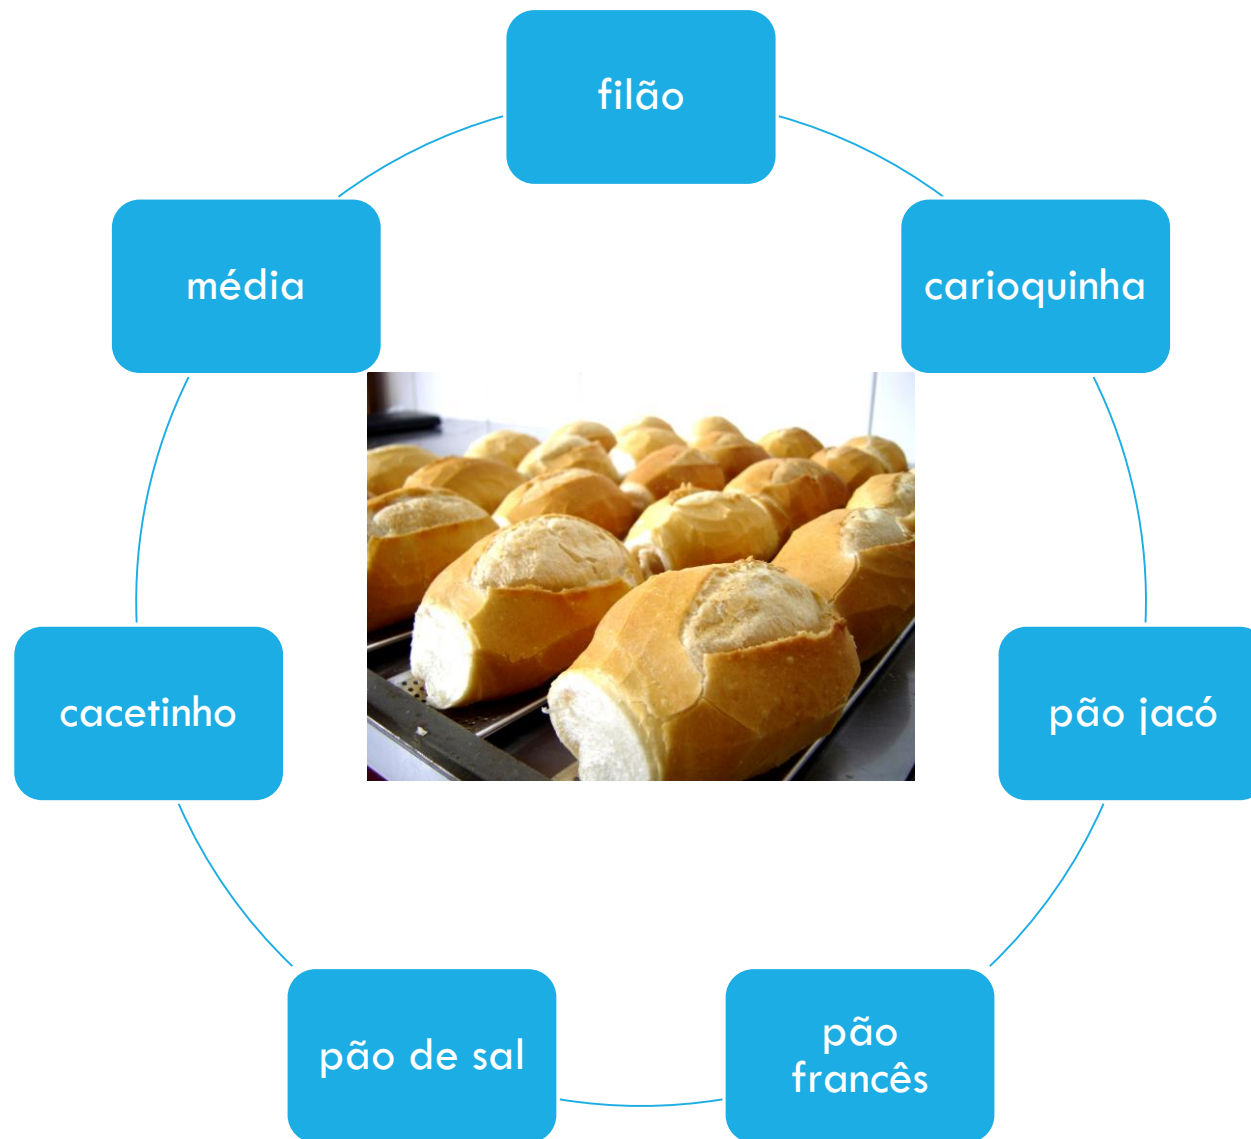 filão
média
carioquinha
cacetinho
pão jacó
pão de sal
pão
francês